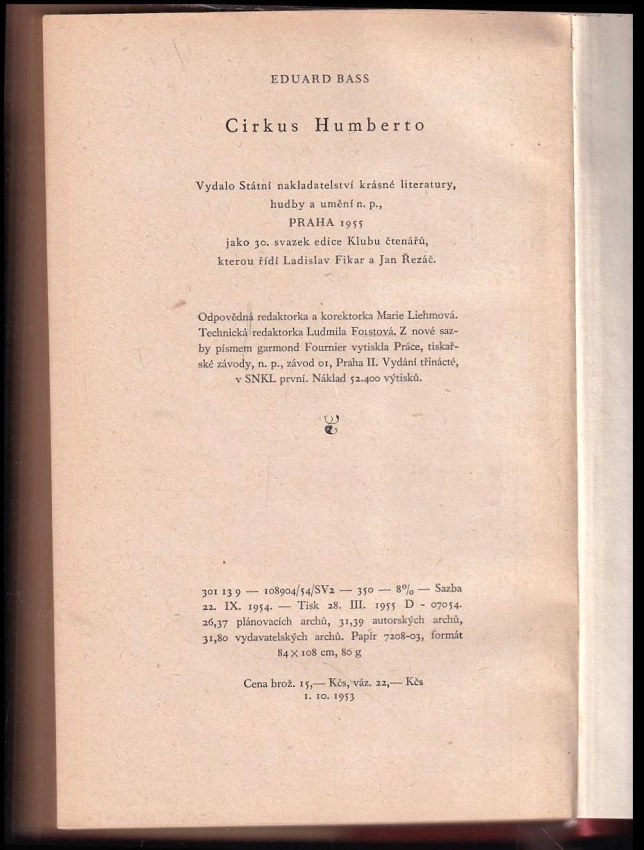 EDUARD BASS
Cirkus Humberto
Vydalo Státní nakladatelství krásné literatury,
hudby a umění n. p.,
PRAHA 1955
jako 30. svazek edice Klubu čtenářů,
kterou řídí Ladislav Fikar a Jan Řezáč.
Odpovědná redaktorka a korektorka Marie Liehmová.
Technická redaktorka Ludmila Foistová. Z nové saz-
by písmem garmond Fournier vytiskla Práce, tiskař-
ské závody, n. p., závod 01, Praha II. Vydání třinácté,
v SNKL první. Náklad 52.400 výtisků.
301 13 9 — 108904/54/SV2 — 350 — 8% — Sazba
22. IX. 1954. — Tisk 28. III. 1955 D - 07054.
26,37 plánovacích archů, 31,39 autorských archů,
31,80 vydavatelských archů. Papír 7208-03, formát
84 × 108 cm, 80 g
Cena brož. 15,— Kčs, váz. 22,— Kčs
1. 10. 1953